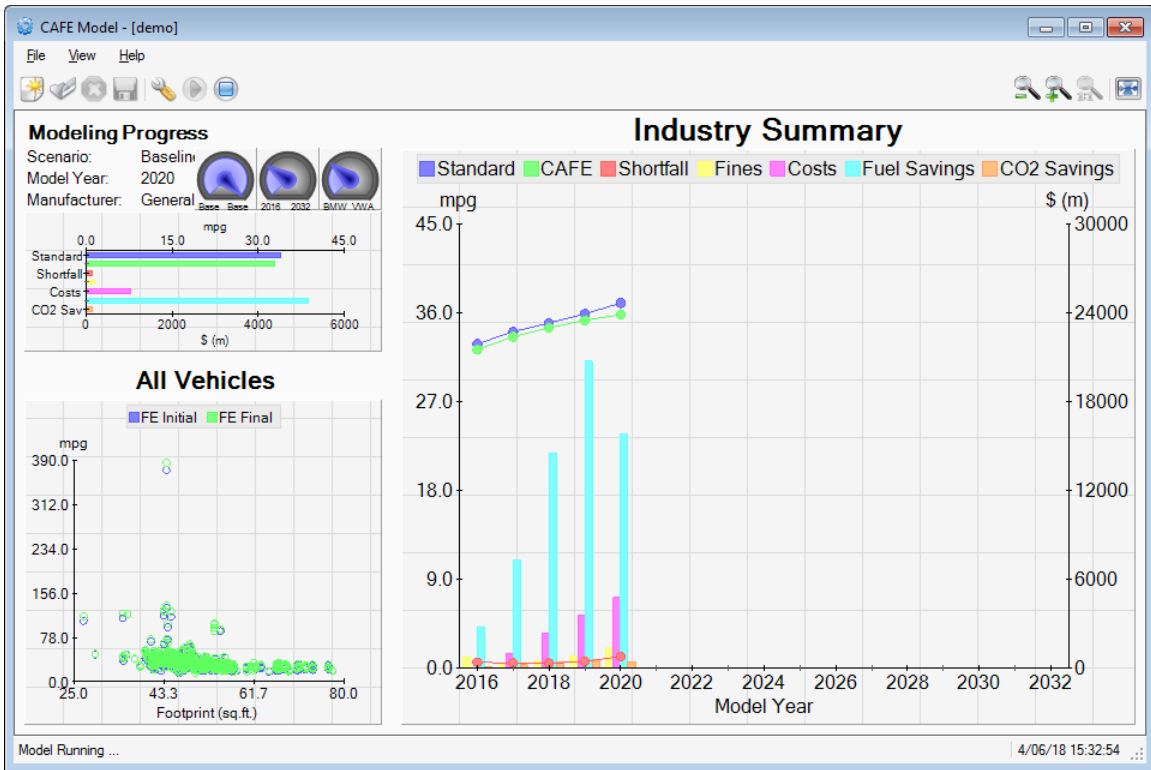 CAFE Model - [demo]
File View Help
Modeling Progress
Scenario: Baseline
Model Year: 2020
Manufacturer: General
Base Base 2016 2032 BMW VWA
mpg
0.0 15.0 30.0 45.0
Standard
Shortfall
Costs
CO2 Sav
0 2000 4000 6000
$ (m)
All Vehicles
FE Initial FE Final
mpg
390.0
312.0
234.0
156.0
78.0
0.0
25.0 43.3 61.7 80.0
Footprint (sq.ft.)
Industry Summary
Standard CAFE Shortfall Fines Costs Fuel Savings CO2 Savings
mpg $ (m)
45.0 30000
36.0 24000
27.0 18000
18.0 12000
9.0 6000
0.0 0
2016 2018 2020 2022 2024 2026 2028 2030 2032
Model Year
Model Running ... 4/06/18 15:32:54